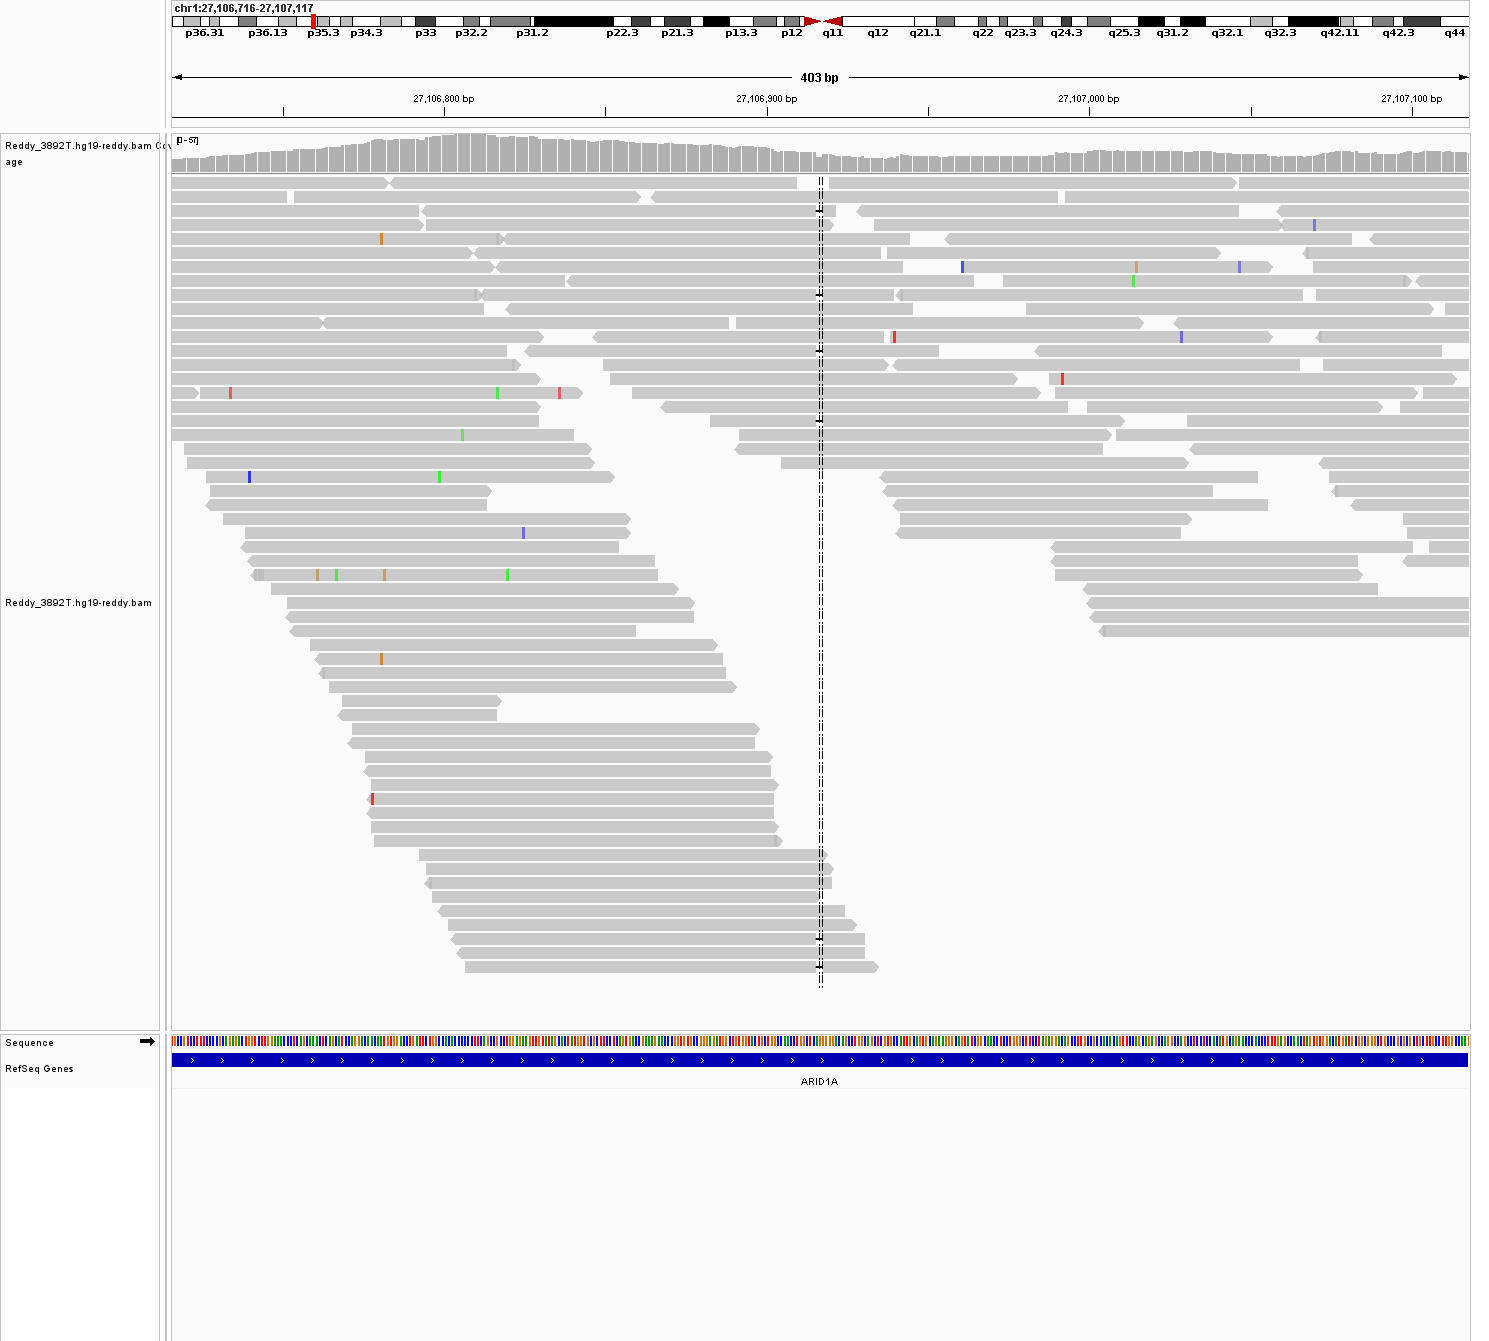 chr1:27,106,716-27,107,117
p36.31 p36.13 p35.3 p34.3 p33 p32.2 p31.2 p22.3 p21.3 p13.3 p12 q11 q12 q21.1 q22 q23.3 q24.3 q25.3 q31.2 q32.1 q32.3 q42.11 q42.3 q44
403 bp
27,106,800 bp 27,106,900 bp 27,107,000 bp 27,107,100 bp
[0 - 57]
Reddy_3892T.hg19-reddy.bam Cov
age
Reddy_3892T.hg19-reddy.bam
Sequence
RefSeq Genes
ARID1A